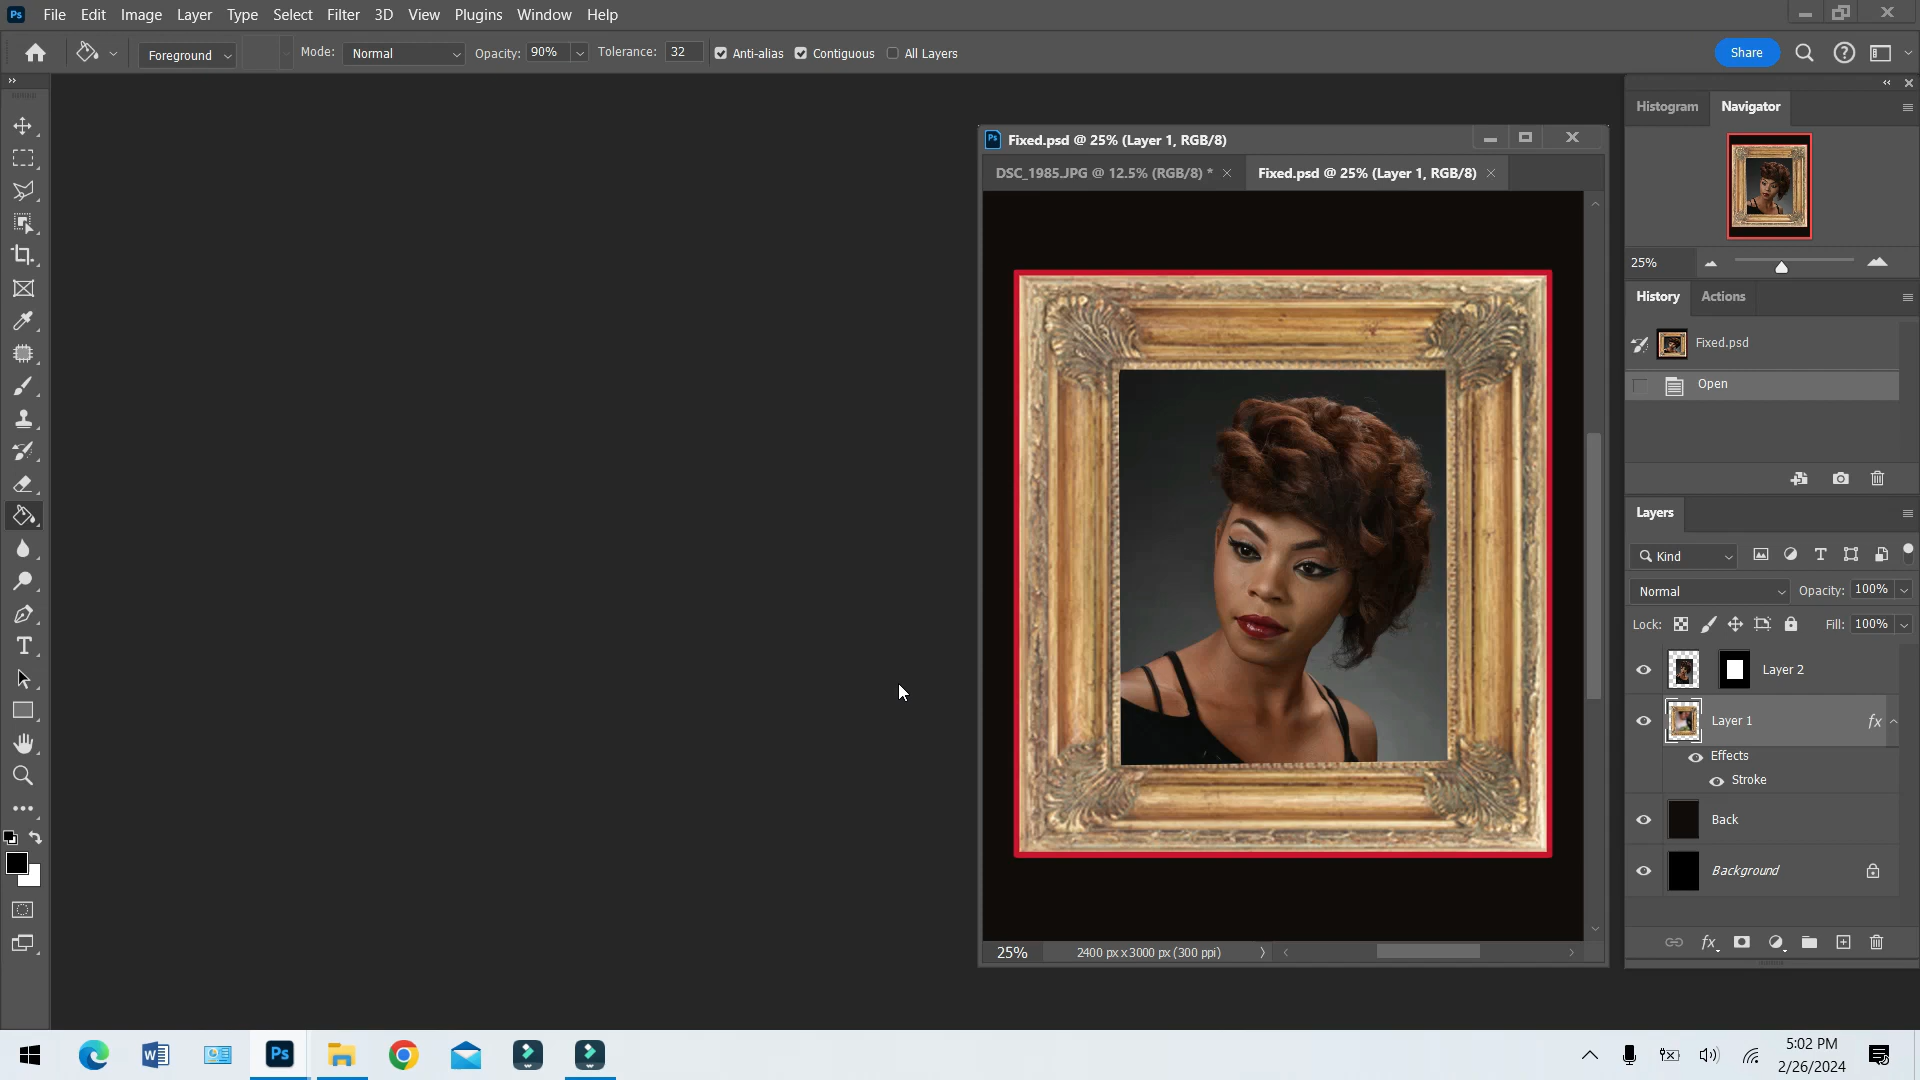 Ps File Edit Image Layer Type Select Filter 3D View Plugins Window Help
Foreground Mode: Normal Opacity: 90% Tolerance: 32 Anti-alias Contiguous All Layers Share
Histogram Navigator
Ps Fixed.psd @ 25% (Layer 1, RGB/8)
DSC_1985.JPG @ 12.5% (RGB/8) * Fixed.psd @ 25% (Layer 1, RGB/8)
25%
History Actions
Fixed.psd
Open
Layers
Kind
Normal Opacity: 100%
Lock: Fill: 100%
Layer 2
Layer 1 fx
Effects
Stroke
Back
Background
fx
25% 2400 px x 3000 px (300 ppi)
Ps
5:02 PM
2/26/2024